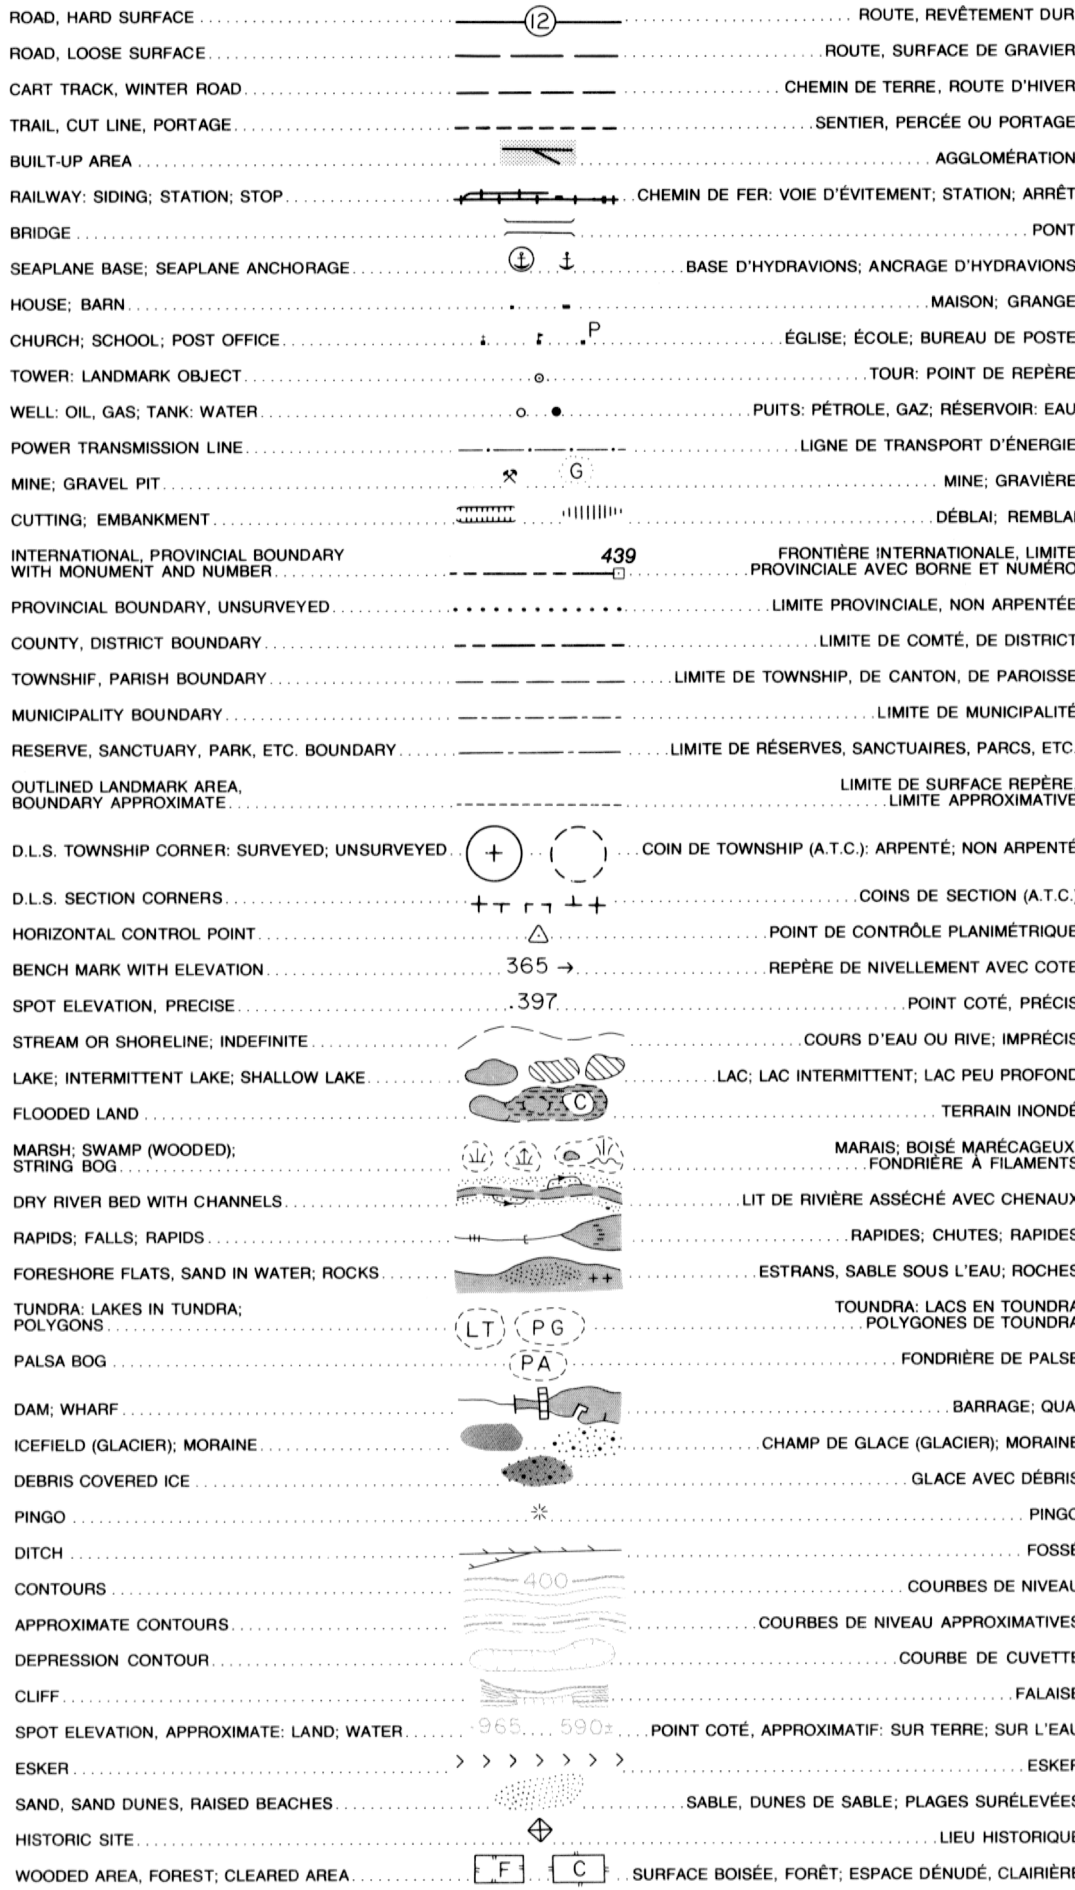 ROAD, HARD SURFACE 12 ROUTE, REVÊTEMENT DUR
ROAD, LOOSE SURFACE ROUTE, SURFACE DE GRAVIER
CART TRACK, WINTER ROAD CHEMIN DE TERRE, ROUTE D'HIVER
TRAIL, CUT LINE, PORTAGE SENTIER, PERCÉE OU PORTAGE
BUILT-UP AREA AGGLOMÉRATION
RAILWAY: SIDING; STATION; STOP CHEMIN DE FER: VOIE D'ÉVITEMENT; STATION; ARRÊT
BRIDGE PONT
SEAPLANE BASE; SEAPLANE ANCHORAGE BASE D'HYDRAVIONS; ANCRAGE D'HYDRAVIONS
HOUSE; BARN MAISON; GRANGE
CHURCH; SCHOOL; POST OFFICE P ÉGLISE; ÉCOLE; BUREAU DE POSTE
TOWER: LANDMARK OBJECT TOUR: POINT DE REPÈRE
WELL: OIL, GAS; TANK: WATER PUITS: PÉTROLE, GAZ; RÉSERVOIR: EAU
POWER TRANSMISSION LINE LIGNE DE TRANSPORT D'ÉNERGIE
MINE; GRAVEL PIT G MINE; GRAVIÈRE
CUTTING; EMBANKMENT DÉBLAI; REMBLAI
INTERNATIONAL, PROVINCIAL BOUNDARY 439 FRONTIÈRE INTERNATIONALE, LIMITE
WITH MONUMENT AND NUMBER PROVINCIALE AVEC BORNE ET NUMÉRO
PROVINCIAL BOUNDARY, UNSURVEYED LIMITE PROVINCIALE, NON ARPENTÉE
COUNTY, DISTRICT BOUNDARY LIMITE DE COMTÉ, DE DISTRICT
TOWNSHIF, PARISH BOUNDARY LIMITE DE TOWNSHIP, DE CANTON, DE PAROISSE
MUNICIPALITY BOUNDARY LIMITE DE MUNICIPALITÉ
RESERVE, SANCTUARY, PARK, ETC. BOUNDARY LIMITE DE RÉSERVES, SANCTUAIRES, PARCS, ETC.
OUTLINED LANDMARK AREA, LIMITE DE SURFACE REPÈRE,
BOUNDARY APPROXIMATE LIMITE APPROXIMATIVE
D.L.S. TOWNSHIP CORNER: SURVEYED; UNSURVEYED COIN DE TOWNSHIP (A.T.C.): ARPENTÉ; NON ARPENTÉ
D.L.S. SECTION CORNERS COINS DE SECTION (A.T.C.)
HORIZONTAL CONTROL POINT POINT DE CONTRÔLE PLANIMÉTRIQUE
BENCH MARK WITH ELEVATION 365 → REPÈRE DE NIVELLEMENT AVEC COTE
SPOT ELEVATION, PRECISE .397 POINT COTÉ, PRÉCIS
STREAM OR SHORELINE; INDEFINITE COURS D'EAU OU RIVE; IMPRÉCIS
LAKE; INTERMITTENT LAKE; SHALLOW LAKE LAC; LAC INTERMITTENT; LAC PEU PROFOND
FLOODED LAND C TERRAIN INONDÉ
MARSH; SWAMP (WOODED); MARAIS; BOISÉ MARÉCAGEUX
STRING BOG FONDRIÈRE À FILAMENTS
DRY RIVER BED WITH CHANNELS LIT DE RIVIÈRE ASSÉCHÉ AVEC CHENAUX
RAPIDS; FALLS; RAPIDS RAPIDES; CHUTES; RAPIDES
FORESHORE FLATS, SAND IN WATER; ROCKS ESTRANS, SABLE SOUS L'EAU; ROCHES
TUNDRA: LAKES IN TUNDRA; TOUNDRA: LACS EN TOUNDRA
POLYGONS LT PG POLYGONES DE TOUNDRA
PALSA BOG PA FONDRIÈRE DE PALSE
DAM; WHARF BARRAGE; QUA
ICEFIELD (GLACIER); MORAINE CHAMP DE GLACE (GLACIER); MORAINE
DEBRIS COVERED ICE GLACE AVEC DÉBRIS
PINGO PINGO
DITCH FOSSÉ
CONTOURS 400 COURBES DE NIVEAU
APPROXIMATE CONTOURS COURBES DE NIVEAU APPROXIMATIVES
DEPRESSION CONTOUR COURBE DE CUVETTE
CLIFF FALAISE
SPOT ELEVATION, APPROXIMATE: LAND; WATER .965 590± POINT COTÉ, APPROXIMATIF: SUR TERRE; SUR L'EAU
ESKER ESKER
SAND, SAND DUNES, RAISED BEACHES SABLE, DUNES DE SABLE; PLAGES SURÉLEVÉES
HISTORIC SITE LIEU HISTORIQUE
WOODED AREA, FOREST; CLEARED AREA F C SURFACE BOISÉE, FORÊT; ESPACE DÉNUDÉ, CLAIRIÈRE